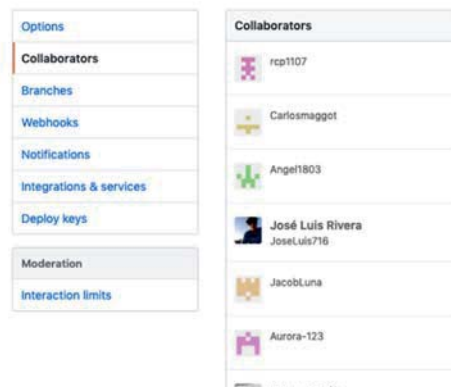 Options
Collaborators
Branches
Webhooks
Notifications
Integrations & services
Deploy keys
Moderation
Interaction limits
Collaborators
rcp1107
Carlosmaggot
Angel1803
José Luis Rivera
JoseLuis716
JacobLuna
Aurora-123